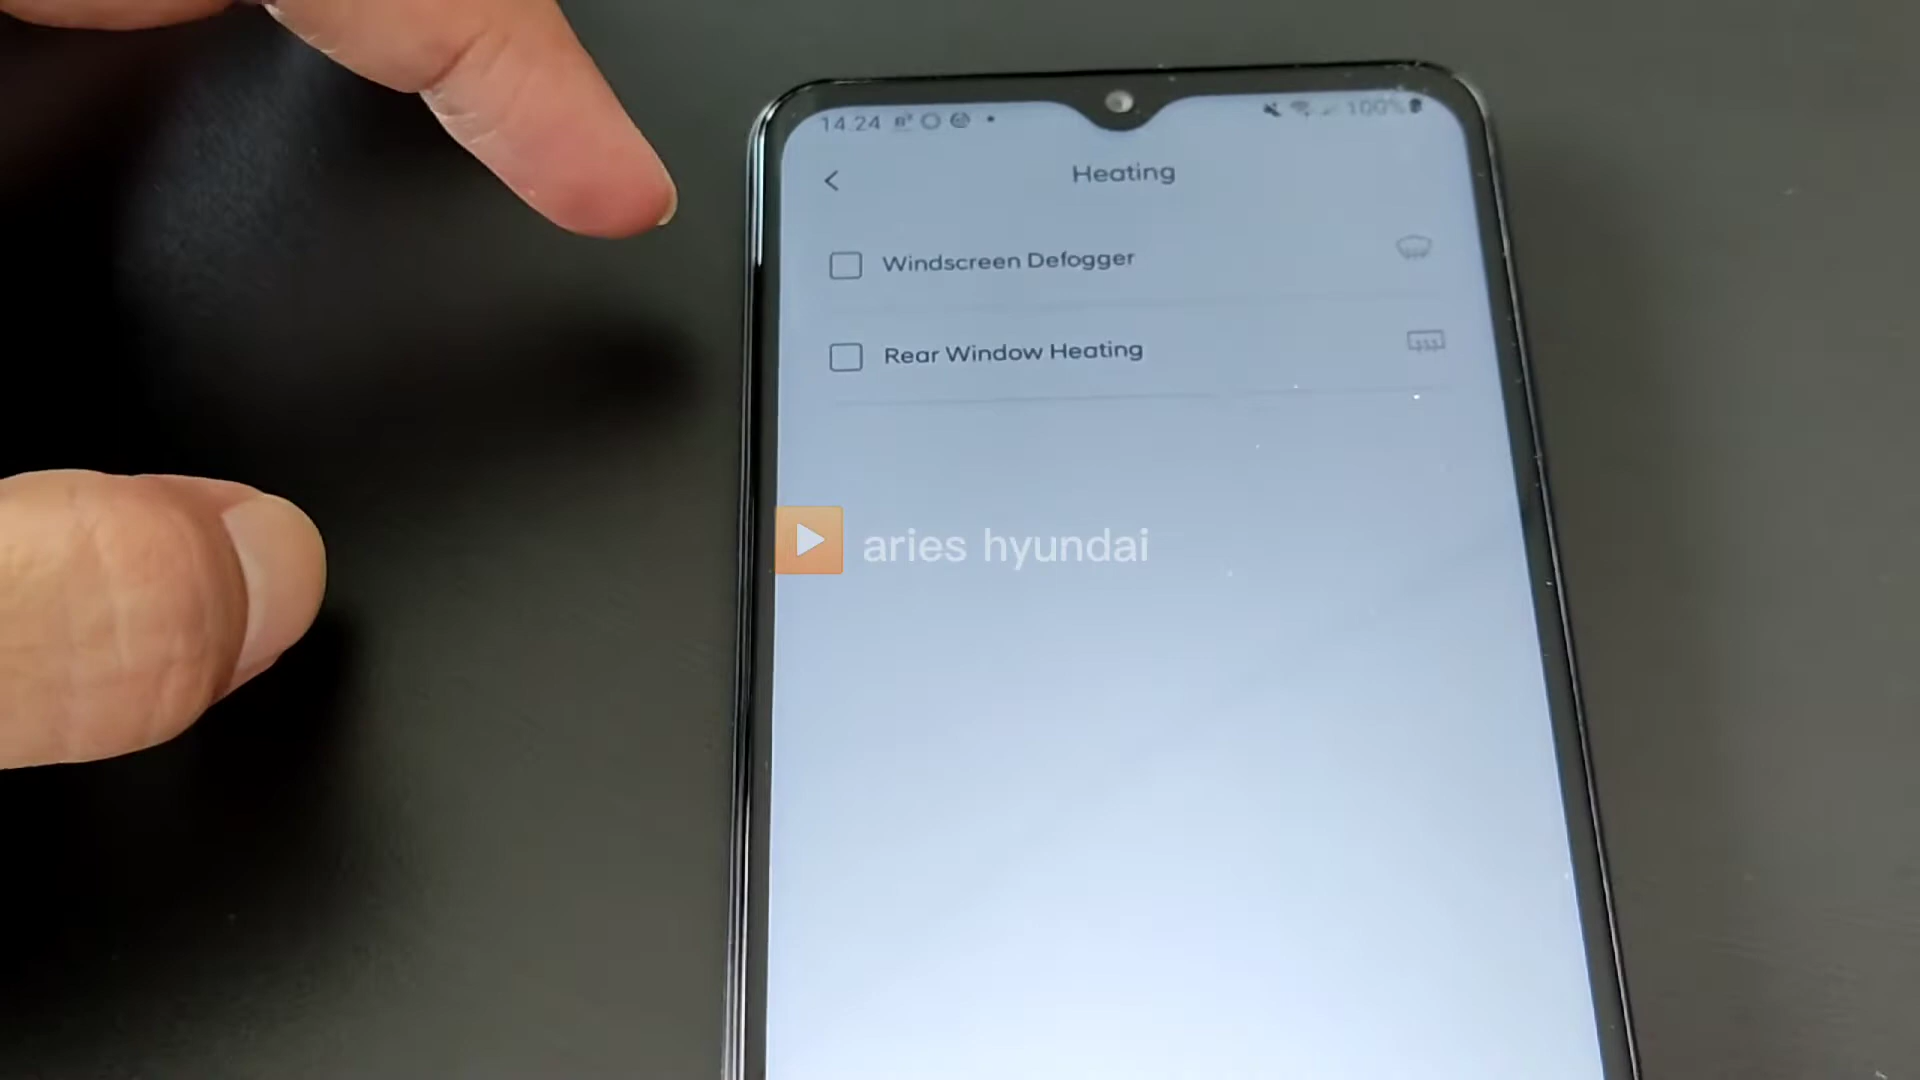 14.24
100%
Heating
Windscreen Defogger
Rear Window Heating
aries hyundai